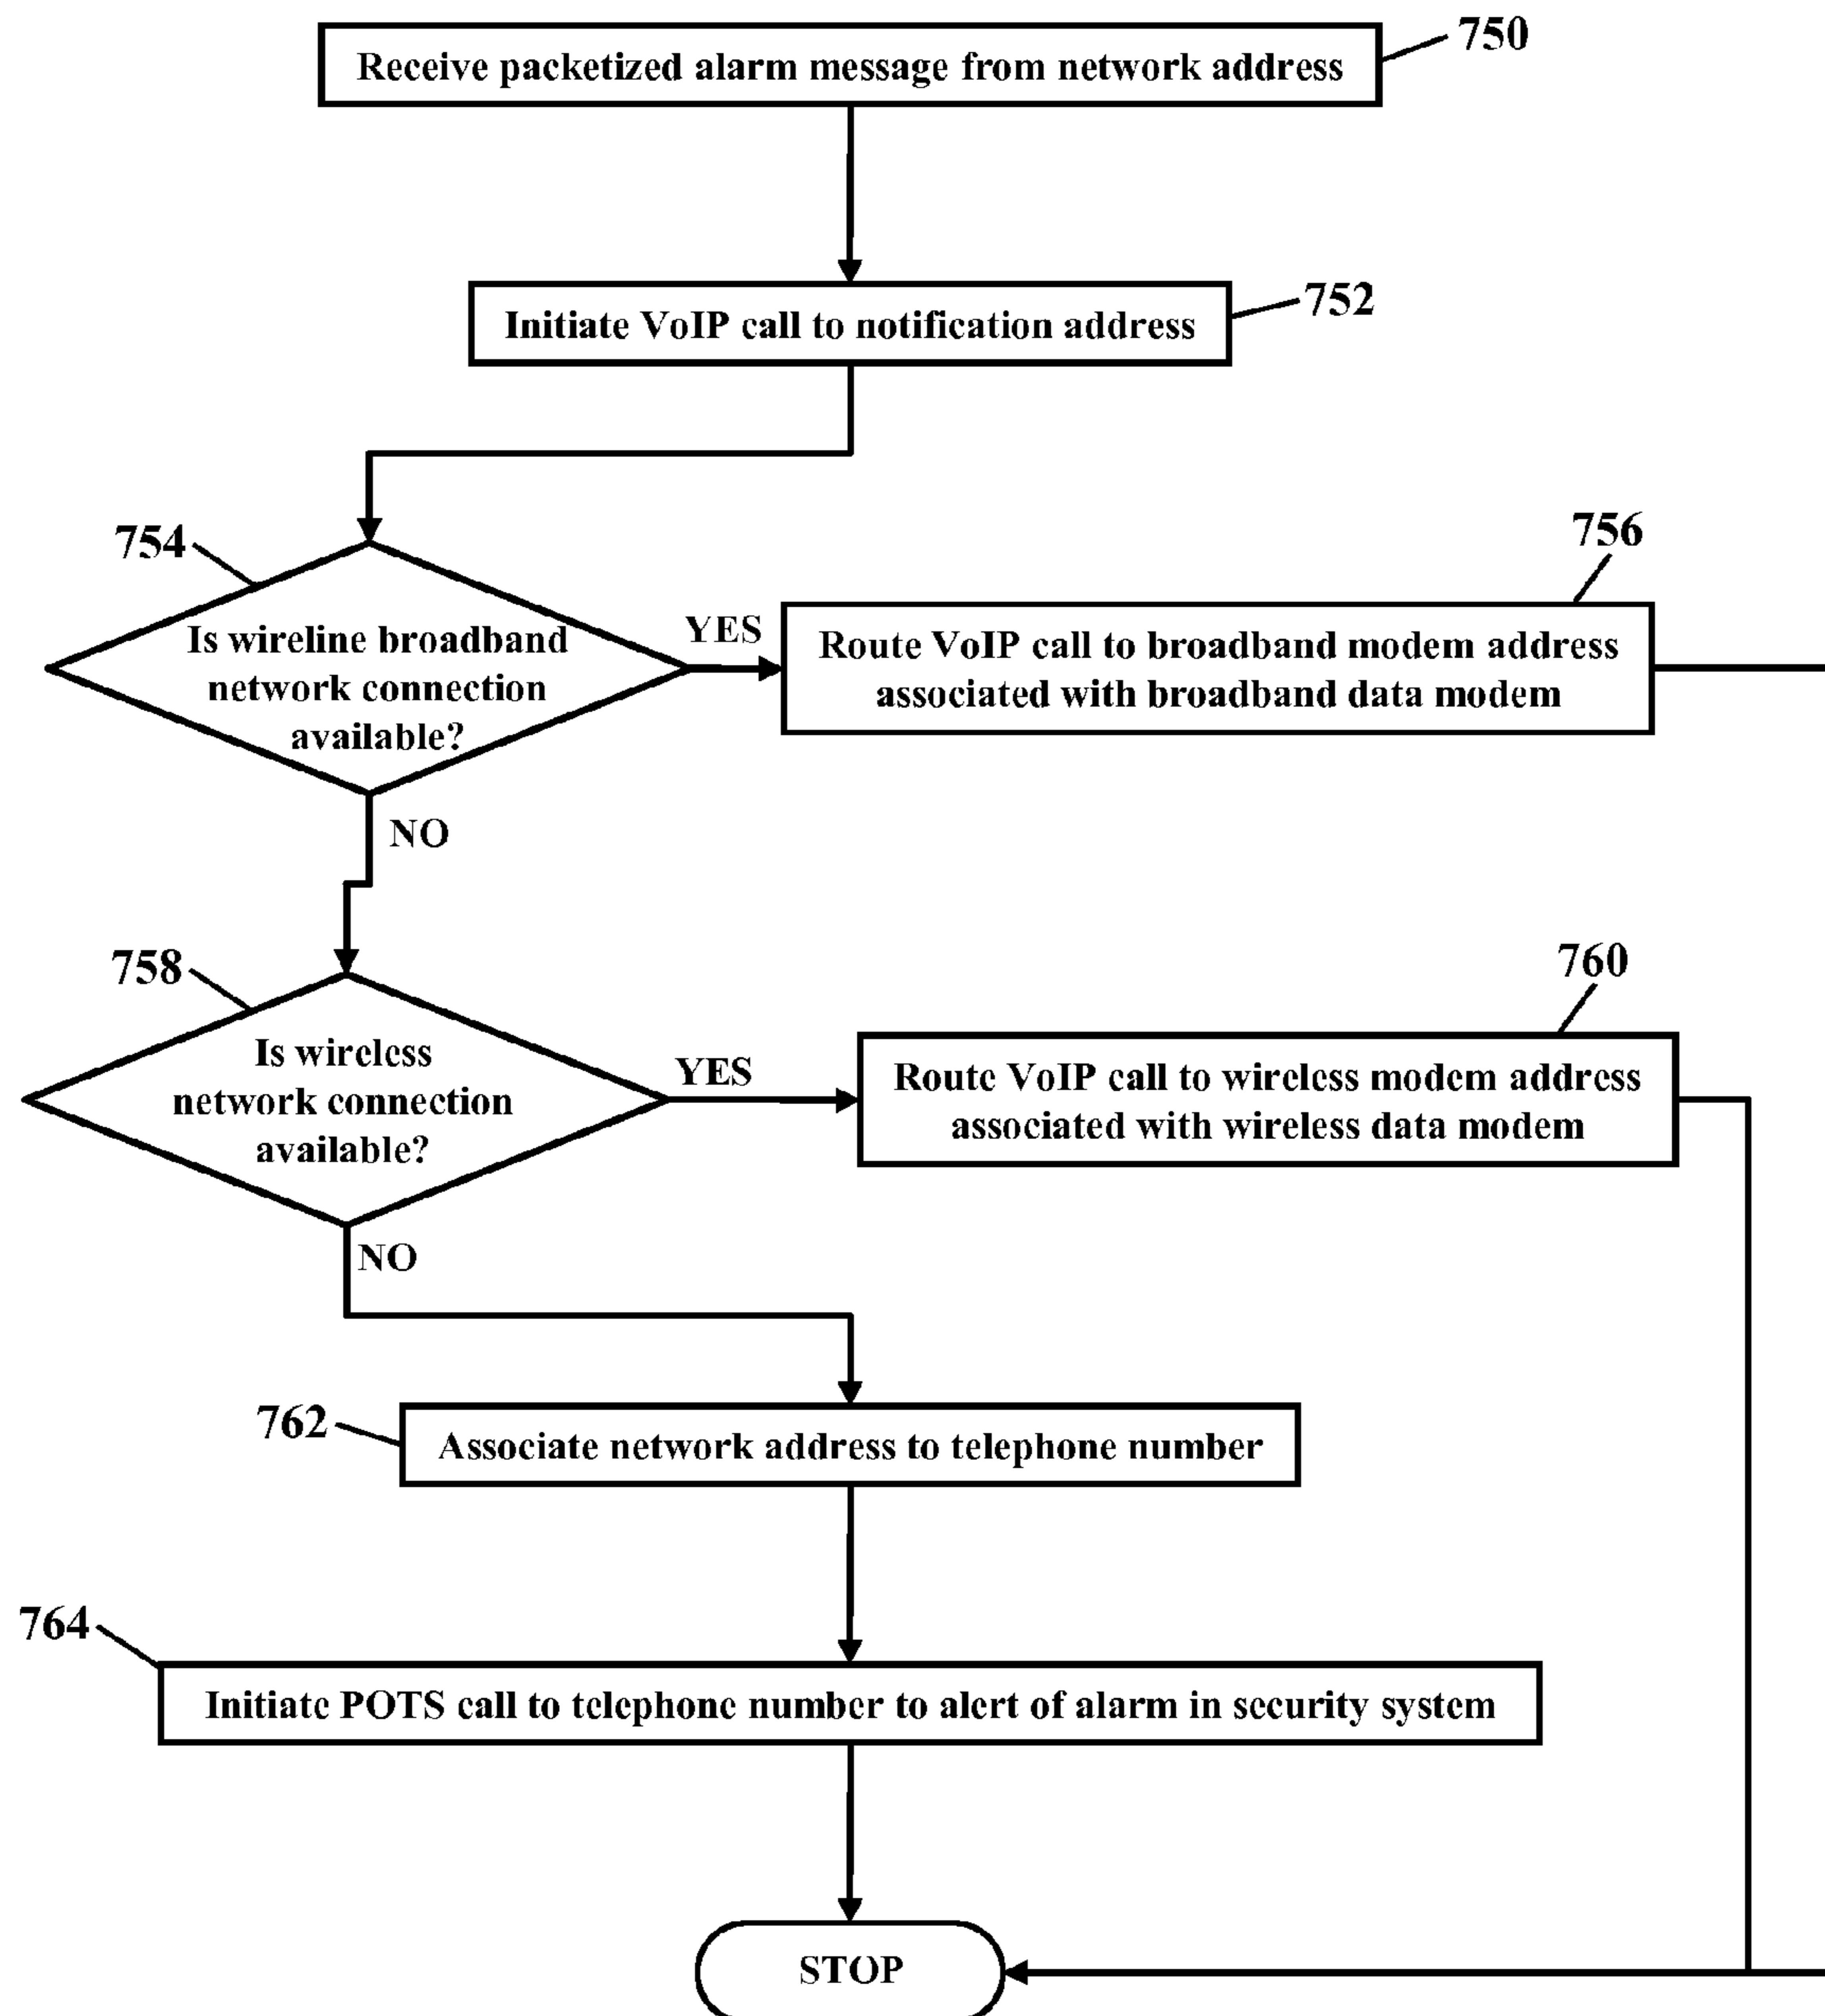 750
Receive packetized alarm message from network address
752
Initiate VoIP call to notification address
754
756
Is wireline broadband
network connection
available?
YES
Route VoIP call to broadband modem address
associated with broadband data modem
NO
758
760
Is wireless
network connection
available?
YES
Route VoIP call to wireless modem address
associated with wireless data modem
NO
762
Associate network address to telephone number
764
Initiate POTS call to telephone number to alert of alarm in security system
STOP